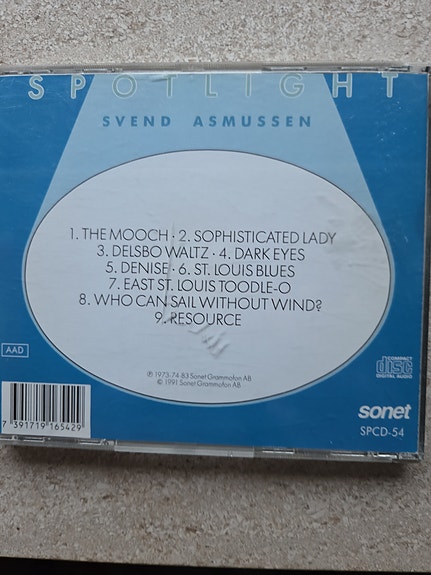 SPOTLIGHT
SVEND ASMUSSEN
1. THE MOOCH · 2. SOPHISTICATED LADY
3. DELSBO WALTZ · 4. DARK EYES
5. DENISE · 6. ST. LOUIS BLUES
7. EAST ST. LOUIS TOODLE-O
8. WHO CAN SAIL WITHOUT WIND?
9. RESOURCE
℗ 1973-74-83 Sonet Grammofon AB
© 1991 Sonet Grammofon AB
AAD
COMPACT
disc
DIGITAL AUDIO
7 391719 165429
sonet
SPCD-54